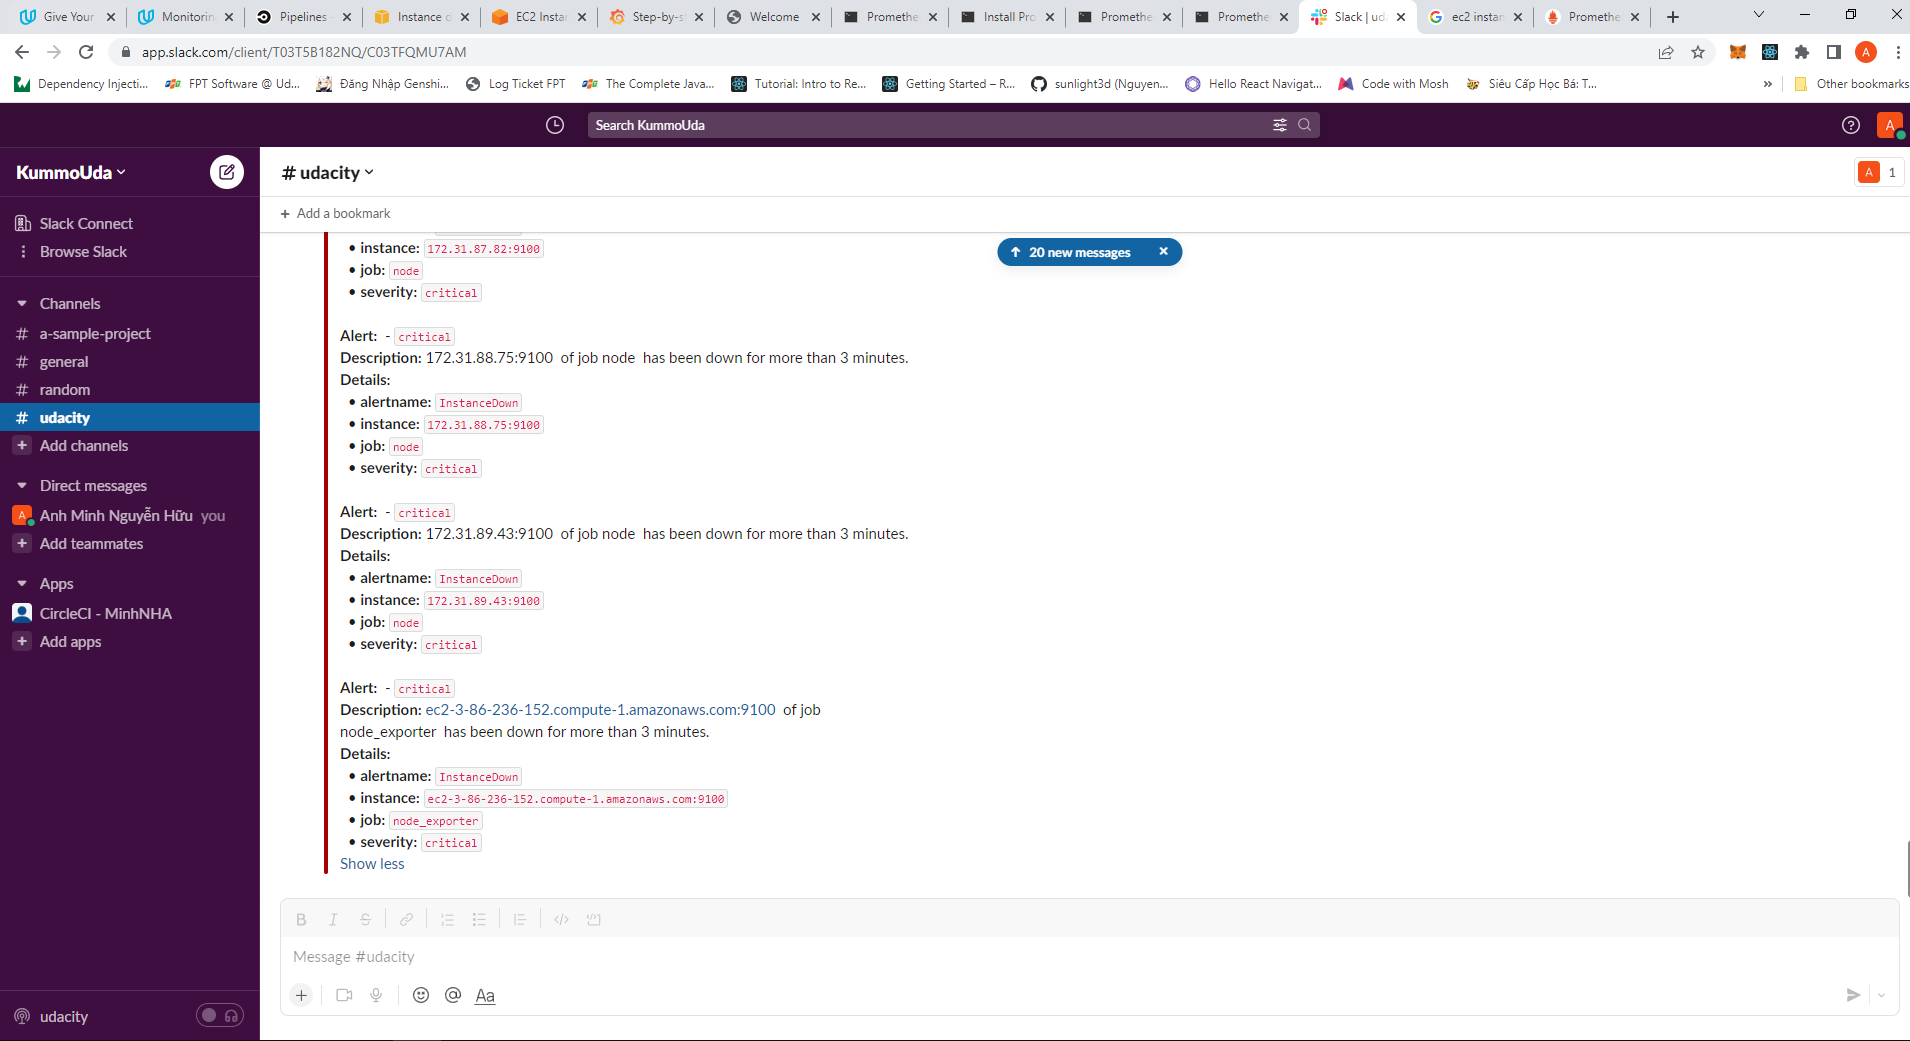 Give Your
Monitorin
Pipelines -
Instance d
EC2 Instan
Step-by-s
Welcome
Promethe
Install Pro
Promethe
Promethe
Slack | uda
ec2 instan
Promethe
app.slack.com/client/T03T5B182NQ/C03TFQMU7AM
A
Dependency Injecti...
FPT Software @ Ud...
Đăng Nhập Genshi...
Log Ticket FPT
The Complete Java...
Tutorial: Intro to Re...
Getting Started – R...
sunlight3d (Nguyen...
Hello React Navigat...
Code with Mosh
Siêu Cấp Học Bá: T...
»
Other bookmarks
Search KummoUda
A
KummoUda
# udacity
A 1
+ Add a bookmark
Slack Connect
Browse Slack
Channels
# a-sample-project
# general
# random
# udacity
+ Add channels
Direct messages
A Anh Minh Nguyễn Hữu you
+ Add teammates
Apps
CircleCI - MinhNHA
+ Add apps
udacity
20 new messages
• instance: 172.31.87.82:9100
• job: node
• severity: critical
Alert: - critical
Description: 172.31.88.75:9100 of job node has been down for more than 3 minutes.
Details:
• alertname: InstanceDown
• instance: 172.31.88.75:9100
• job: node
• severity: critical
Alert: - critical
Description: 172.31.89.43:9100 of job node has been down for more than 3 minutes.
Details:
• alertname: InstanceDown
• instance: 172.31.89.43:9100
• job: node
• severity: critical
Alert: - critical
Description: ec2-3-86-236-152.compute-1.amazonaws.com:9100 of job
node_exporter has been down for more than 3 minutes.
Details:
• alertname: InstanceDown
• instance: ec2-3-86-236-152.compute-1.amazonaws.com:9100
• job: node_exporter
• severity: critical
Show less
B I S
Message #udacity
+ @ Aa